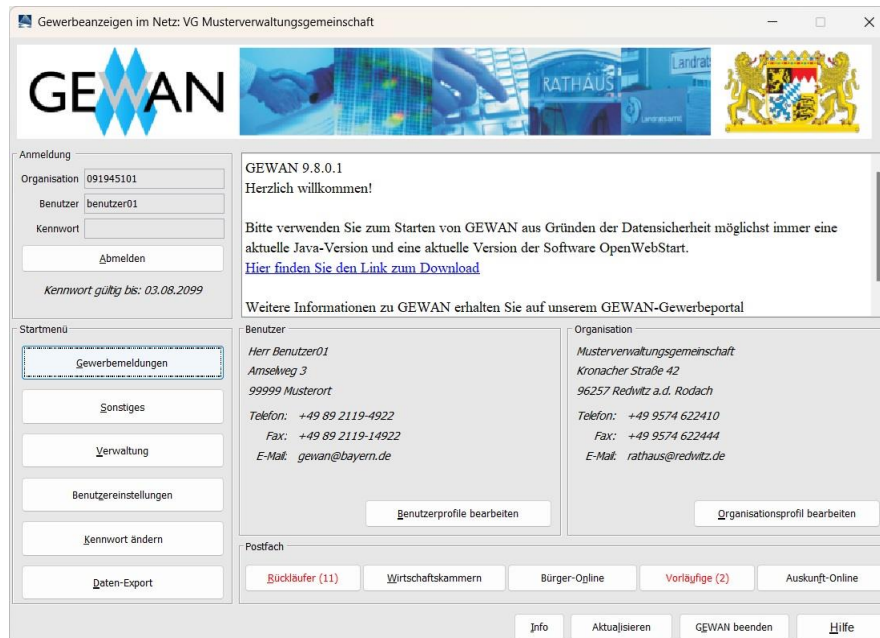 Gewerbeanzeigen im Netz: VG Musterverwaltungsgemeinschaft
GEWAN
RATHAUS
Landrats
Landratsamt
Anmeldung
Organisation 091945101
Benutzer benutzer01
Kennwort
Abmelden
Kennwort gültig bis: 03.08.2099
GEWAN 9.8.0.1
Herzlich willkommen!
Bitte verwenden Sie zum Starten von GEWAN aus Gründen der Datensicherheit möglichst immer eine
aktuelle Java-Version und eine aktuelle Version der Software OpenWebStart.
Hier finden Sie den Link zum Download
Weitere Informationen zu GEWAN erhalten Sie auf unserem GEWAN-Gewerbeportal
Startmenü
Gewerbemeldungen
Sonstiges
Verwaltung
Benutzereinstellungen
Kennwort ändern
Daten-Export
Benutzer
Herr Benutzer01
Amselweg 3
99999 Musterort
Telefon: +49 89 2119-4922
Fax: +49 89 2119-14922
E-Mail: gewan@bayern.de
Benutzerprofile bearbeiten
Organisation
Musterverwaltungsgemeinschaft
Kronacher Straße 42
96257 Redwitz a.d. Rodach
Telefon: +49 9574 622410
Fax: +49 9574 622444
E-Mail: rathaus@redwitz.de
Organisationsprofil bearbeiten
Postfach
Rückläufer (11)
Wirtschaftskammern
Bürger-Online
Vorläufige (2)
Auskunft-Online
Info
Aktualisieren
GEWAN beenden
Hilfe